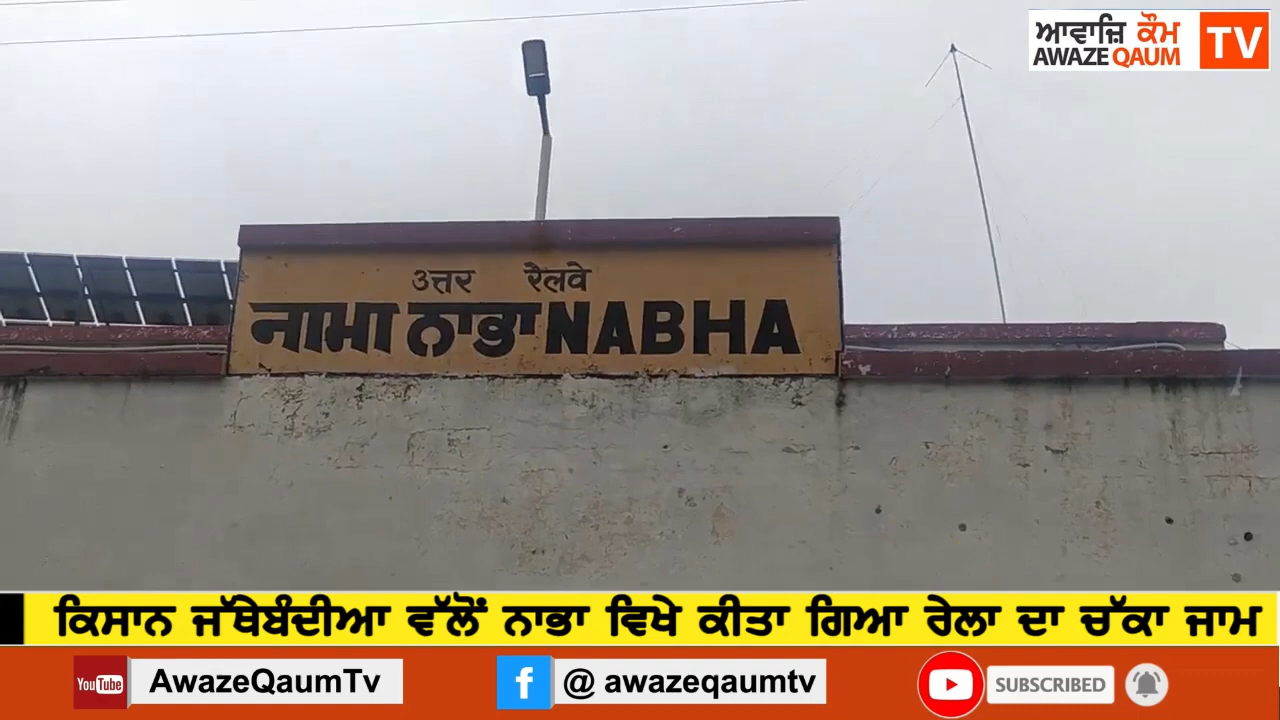 ਆਵਾਜ਼ਿ ਕੌਮ
AWAZE QAUM TV
उत्तर रेलवे
ਨਾਮਾ ਨਾਭਾ NABHA
ਕਿਸਾਨ ਜੱਥੇਬੰਦੀਆ ਵੱਲੋਂ ਨਾਭਾ ਵਿਖੇ ਕੀਤਾ ਗਿਆ ਰੇਲਾ ਦਾ ਚੱਕਾ ਜਾਮ
YouTube AwazeQaumTv
f @ awazeqaumtv
SUBSCRIBED